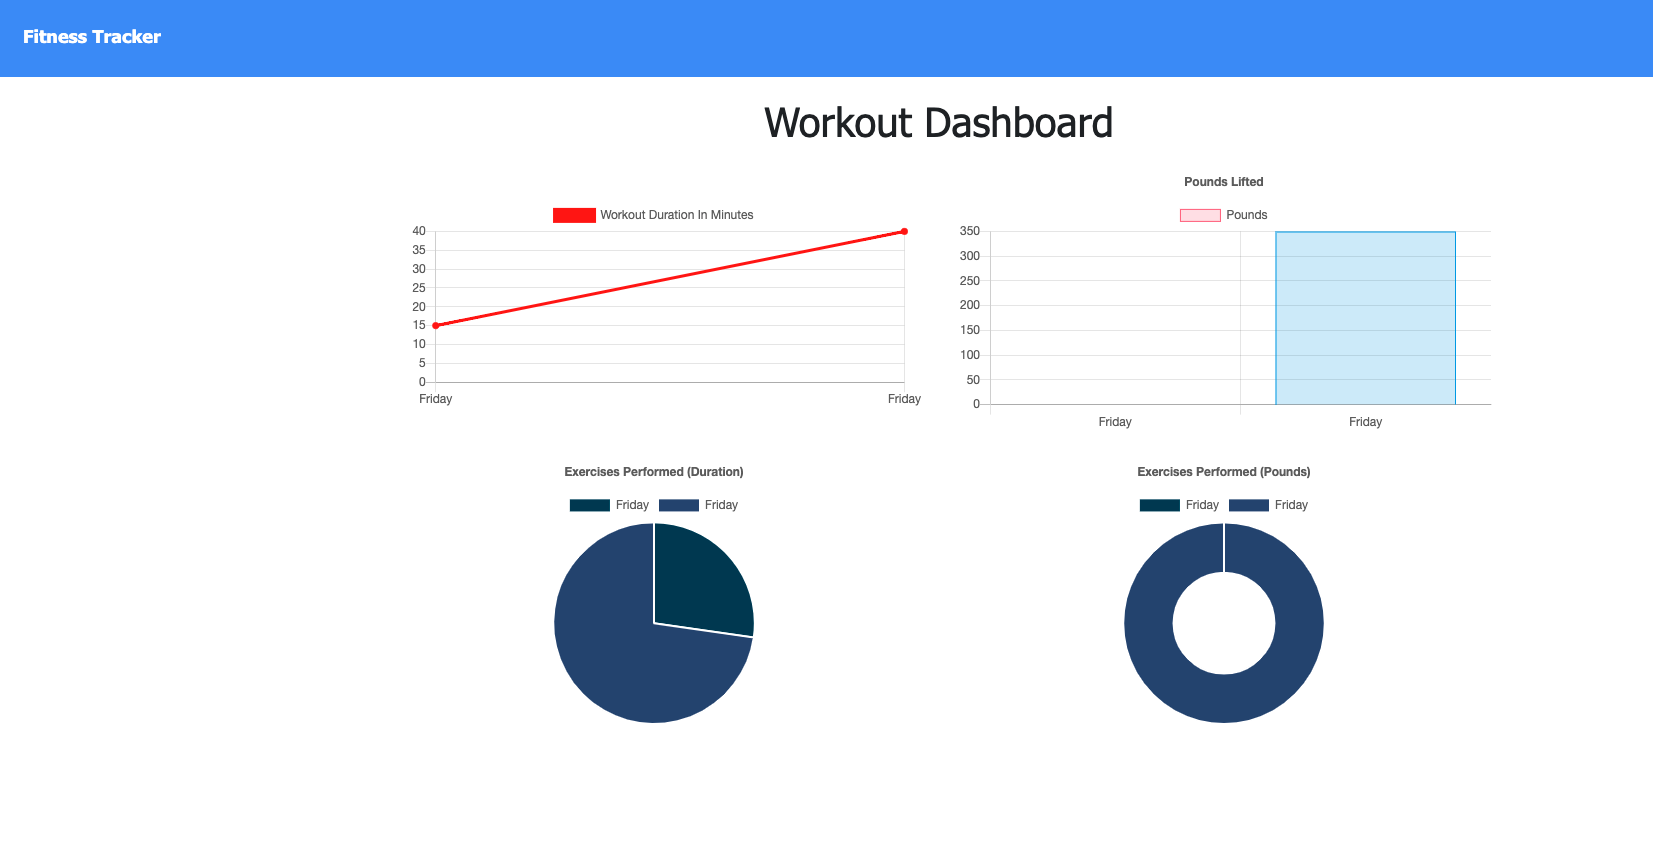 Fitness Tracker
Workout Dashboard
Workout Duration In Minutes
40
35
30
25
20
15
10
5
0
Friday Friday
Pounds Lifted
Pounds
350
300
250
200
150
100
50
0
Friday Friday
Exercises Performed (Duration)
Friday Friday
Exercises Performed (Pounds)
Friday Friday